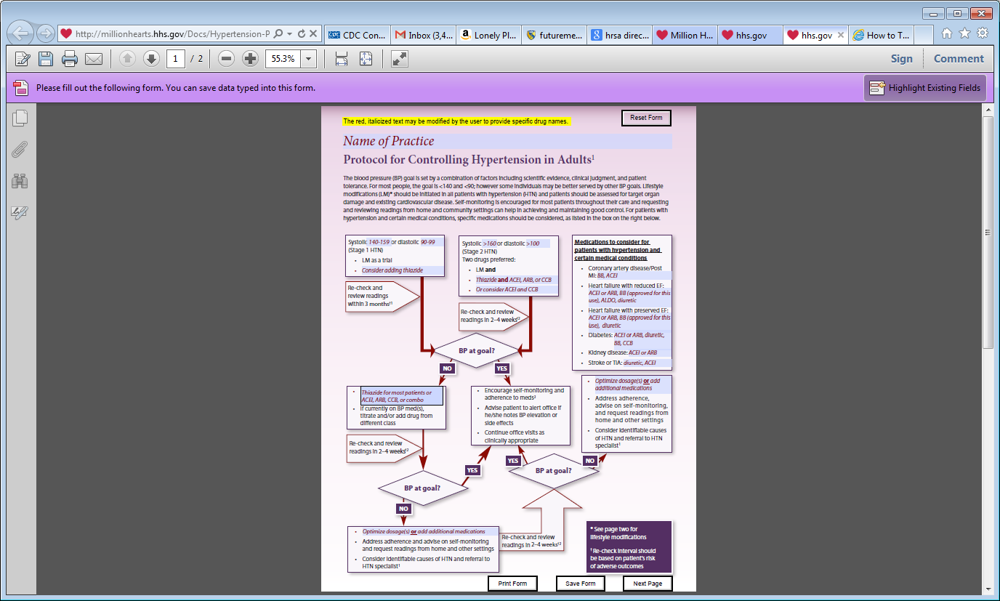 http://millionhearts.hhs.gov/Docs/Hypertension-P
CDC Con...
Inbox (3,4...
Lonely Pl...
futureme...
hrsa direc...
Million H...
hhs.gov
hhs.gov
How to T...
1 / 2
55.3%
Sign
Comment
Please fill out the following form. You can save data typed into this form.
Highlight Existing Fields
The red, italicized text may be modified by the user to provide specific drug names.
Reset Form
Name of Practice
Protocol for Controlling Hypertension in Adults¹
The blood pressure (BP) goal is set by a combination of factors including scientific evidence, clinical judgment, and patient
tolerance. For most people, the goal is <140 and <90; however some individuals may be better served by other BP goals. Lifestyle
modifications (LM)* should be initiated in all patients with hypertension (HTN) and patients should be assessed for target organ
damage and existing cardiovascular disease. Self-monitoring is encouraged for most patients throughout their care and requesting
and reviewing readings from home and community settings can help in achieving and maintaining good control. For patients with
hypertension and certain medical conditions, specific medications should be considered, as listed in the box on the right below.
Systolic 140-159 or diastolic 90-99
(Stage 1 HTN)
• LM as a trial
• Consider adding thiazide
Systolic >160 or diastolic >100
(Stage 2 HTN)
Two drugs preferred:
• LM and
• Thiazide and ACEI, ARB, or CCB
• Or consider ACEI and CCB
Medications to consider for
patients with hypertension and
certain medical conditions
• Coronary artery disease/Post
MI: BB, ACEI
• Heart failure with reduced EF:
ACEI or ARB, BB (approved for this
use), ALDO, diuretic
• Heart failure with preserved EF:
ACEI or ARB, BB (approved for this
use), diuretic
• Diabetes: ACEI or ARB, diuretic,
BB, CCB
• Kidney disease: ACEI or ARB
• Stroke or TIA: diuretic, ACEI
Re-check and
review readings
within 3 months
Re-check and review
readings in 2–4 weeks
BP at goal?
NO
YES
• Thiazide for most patients or
ACEI, ARB, CCB, or combo
• If currently on BP med(s),
titrate and/or add drug from
different class
• Encourage self-monitoring and
adherence to meds
• Advise patient to alert office if
he/she notes BP elevation or
side effects
• Continue office visits as
clinically appropriate
• Optimize dosage(s) or add
additional medications
• Address adherence,
advise on self-monitoring,
and request readings from
home and other settings
• Consider identifiable causes
of HTN and referral to HTN
specialist
Re-check and review
readings in 2–4 weeks
YES
NO
BP at goal?
YES
BP at goal?
NO
• Optimize dosage(s) or add additional medications
• Address adherence and advise on self-monitoring
and request readings from home and other settings
• Consider identifiable causes of HTN and referral to
HTN specialist
Re-check and review
readings in 2–4 weeks
* See page two for
lifestyle modifications
† Re-check interval should
be based on patient's risk
of adverse outcomes
Print Form
Save Form
Next Page